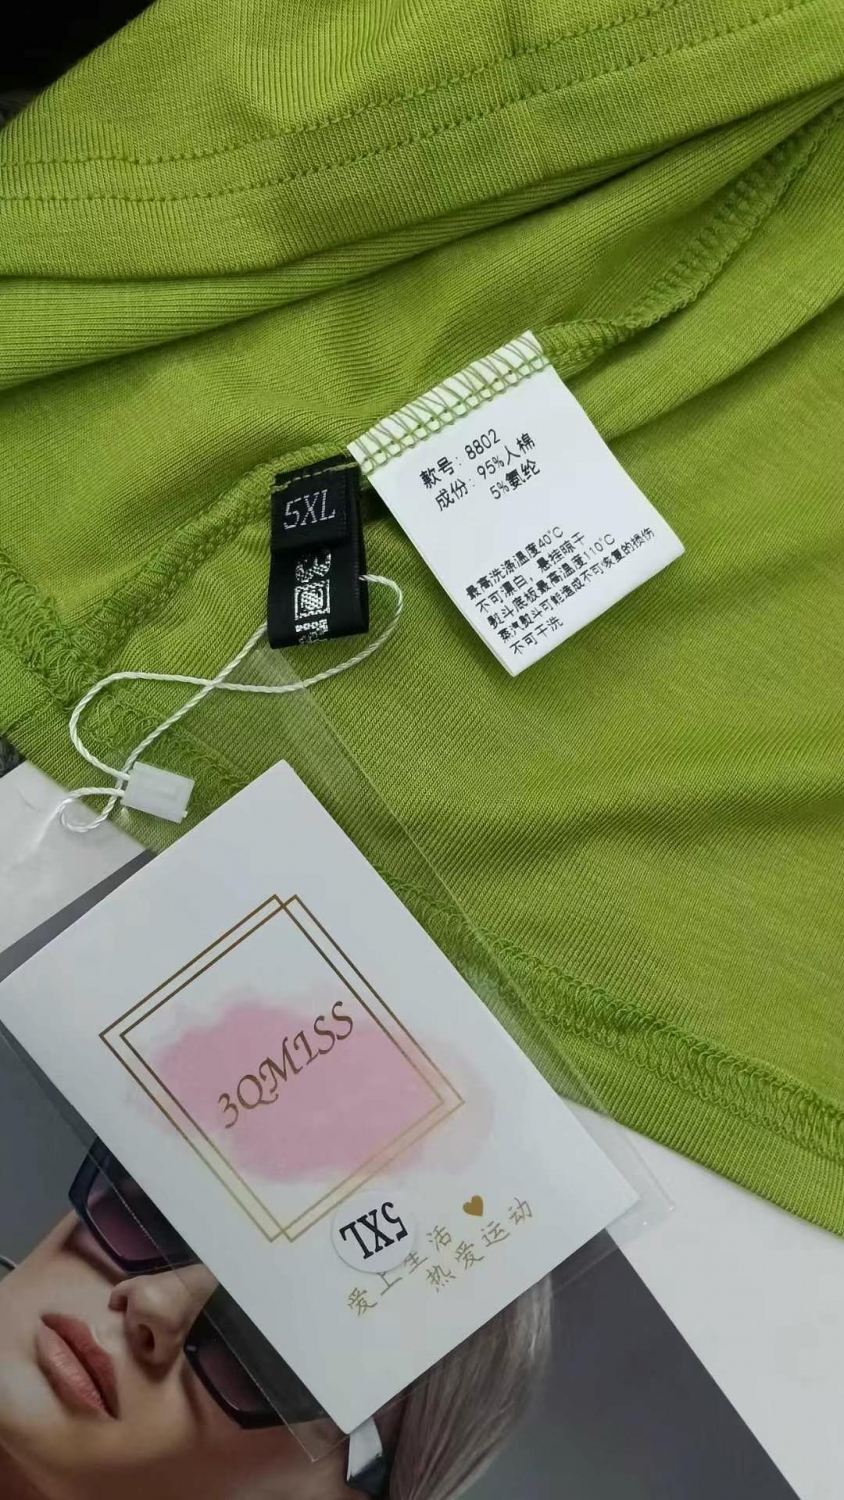 款号：8802
成份：95%人棉
5%氨纶
最高洗涤温度40℃
不可漂白，悬挂晾干
熨斗底板最高温度110℃
蒸汽熨斗可能造成不可恢复的损伤
不可干洗
5XL
3QMISS
5XL
爱上生活
热爱运动